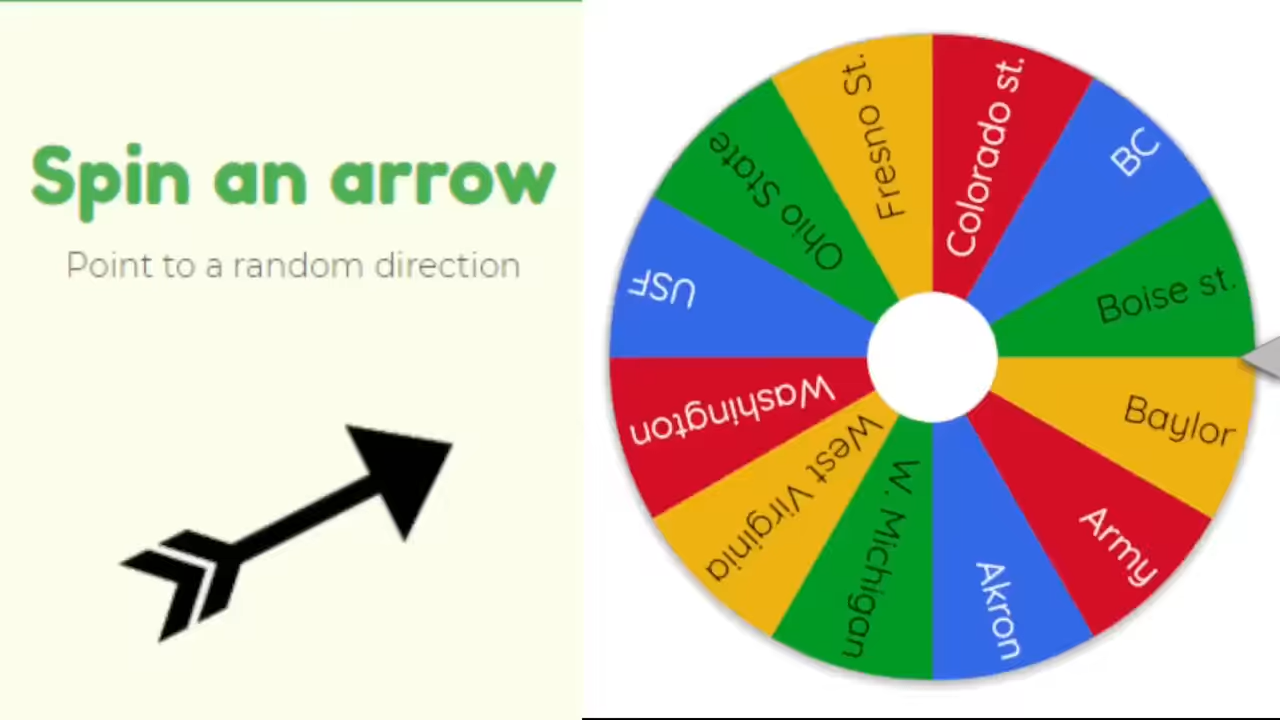 Spin an arrow
Point to a random direction
Colorado st.
BC
Boise st.
Baylor
Army
Akron
W. Michigan
West Virginia
Washington
USF
Ohio State
Fresno St.